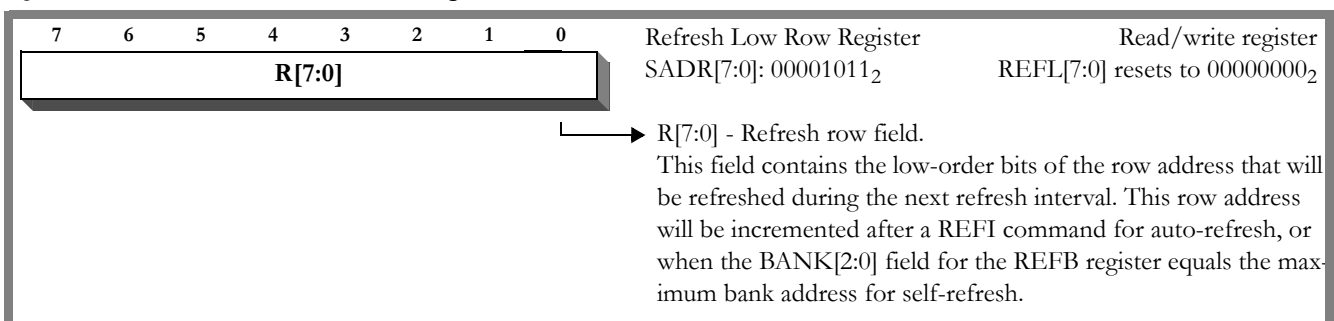 7 6 5 4 3 2 1 0
R[7:0]
Refresh Low Row Register Read/write register
SADR[7:0]: 00001011₂ REFL[7:0] resets to 00000000₂
R[7:0] - Refresh row field.
This field contains the low-order bits of the row address that will
be refreshed during the next refresh interval. This row address
will be incremented after a REFI command for auto-refresh, or
when the BANK[2:0] field for the REFB register equals the max-
imum bank address for self-refresh.